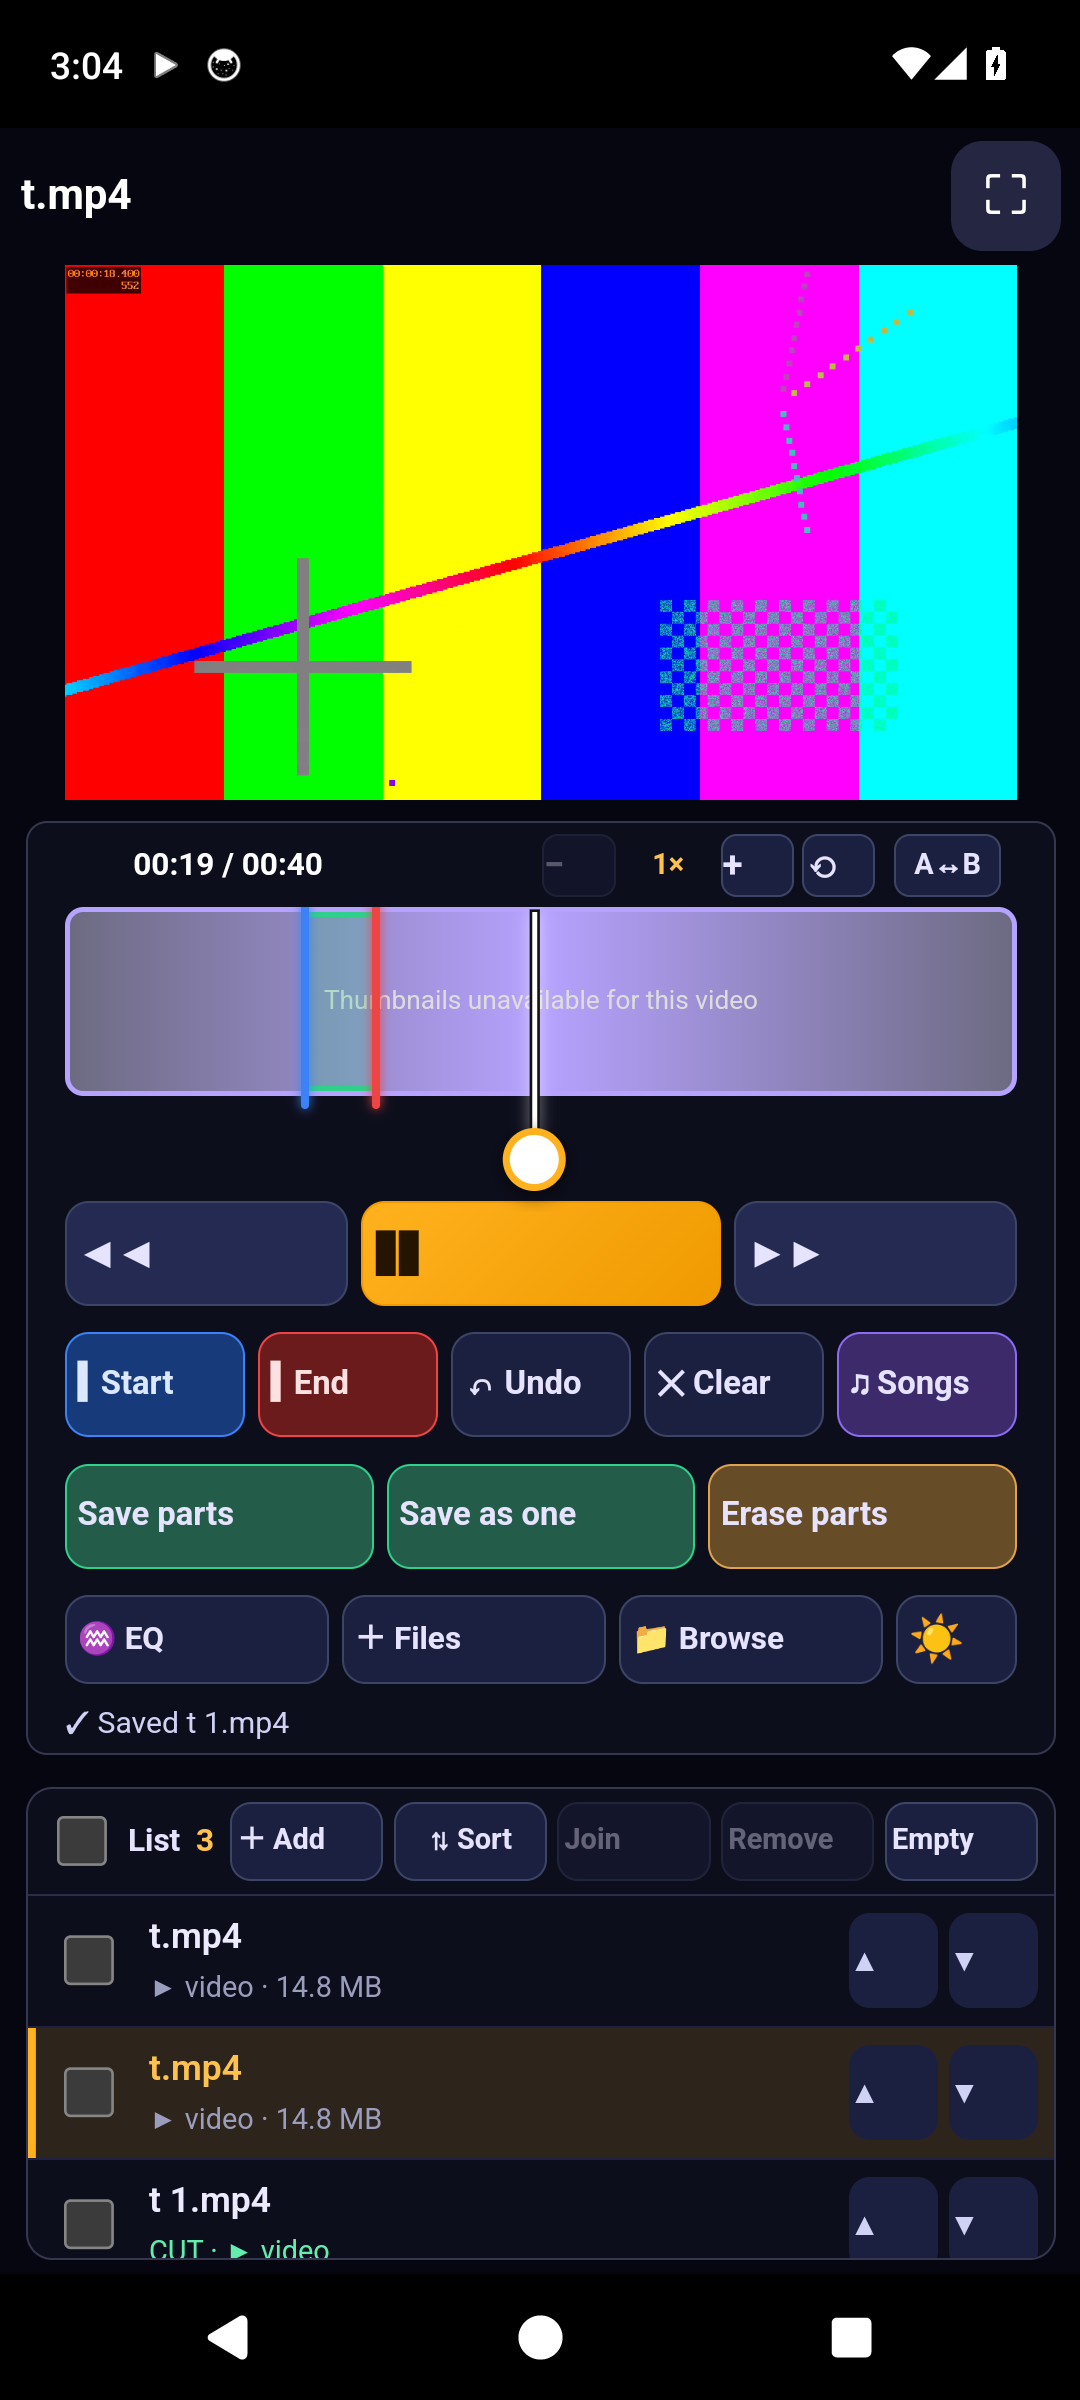 3:04
t.mp4
00:00:18.400
552
00:19 / 00:40
− 1× + A↔B
Thumbnails unavailable for this video
Start End Undo Clear Songs
Save parts Save as one Erase parts
EQ + Files Browse
✓ Saved t 1.mp4
List 3 + Add Sort Join Remove Empty
t.mp4
► video · 14.8 MB
t.mp4
► video · 14.8 MB
t 1.mp4
CUT · ► video